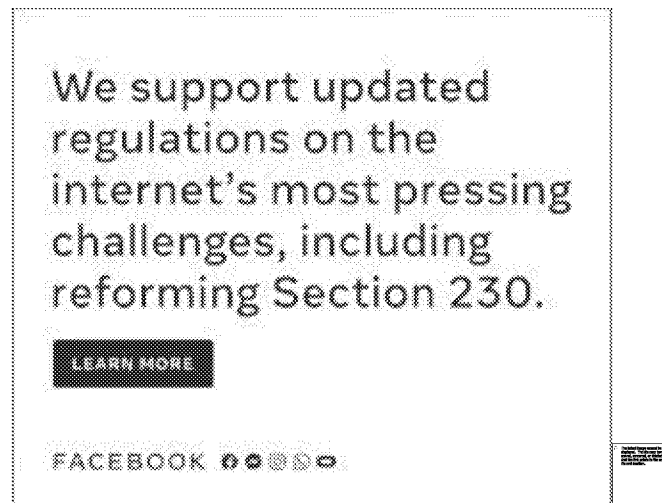 We support updated
regulations on the
internet's most pressing
challenges, including
reforming Section 230.
LEARN MORE
FACEBOOK